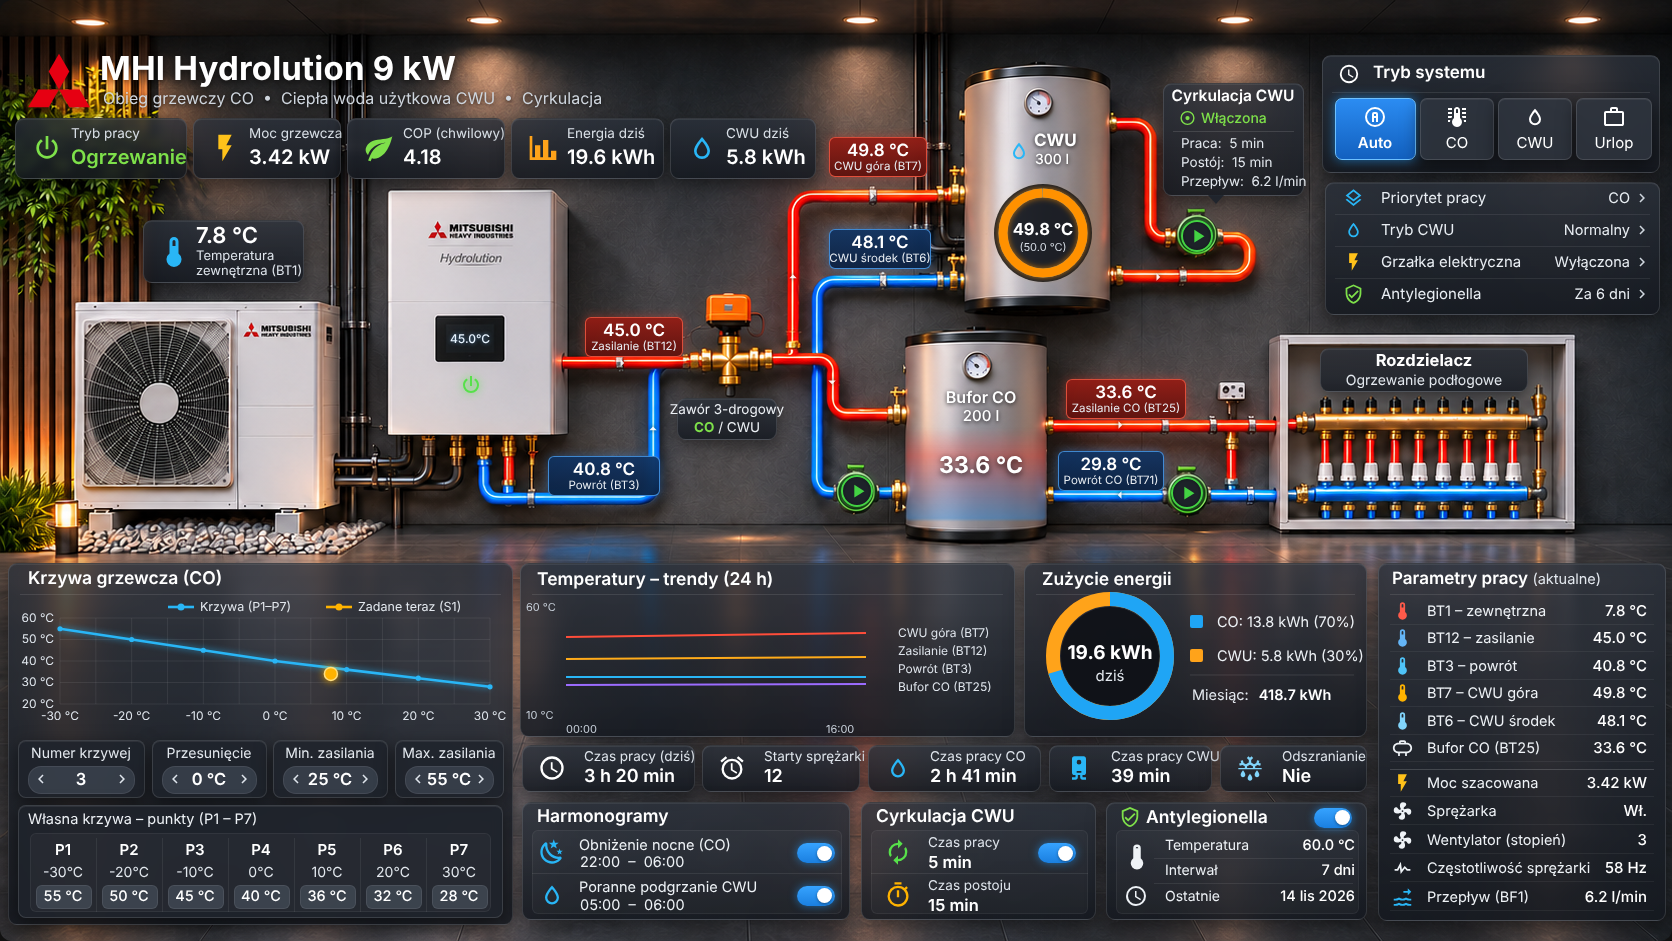 MHI Hydrolution 9 kW
Obieg grzewczy CO • Ciepła woda użytkowa CWU • Cyrkulacja
Tryb pracy
Ogrzewanie
Moc grzewcza
3.42 kW
COP (chwilowy)
4.18
Energia dziś
19.6 kWh
CWU dziś
5.8 kWh
7.8 °C
Temperatura
zewnętrzna (BT1)
MITSUBISHI
HEAVY INDUSTRIES
MITSUBISHI
HEAVY INDUSTRIES
Hydrolution
45.0°C
45.0 °C
Zasilanie (BT12)
40.8 °C
Powrót (BT3)
Zawór 3-drogowy
CO / CWU
49.8 °C
CWU góra (BT7)
48.1 °C
CWU środek (BT6)
CWU
300 l
49.8 °C
(50.0 °C)
Cyrkulacja CWU
Włączona
Praca: 5 min
Postój: 15 min
Przepływ: 6.2 l/min
Bufor CO
200 l
33.6 °C
33.6 °C
Zasilanie CO (BT25)
29.8 °C
Powrót CO (BT71)
Rozdzielacz
Ogrzewanie podłogowe
Tryb systemu
Auto
CO
CWU
Urlop
Priorytet pracy CO
Tryb CWU Normalny
Grzałka elektryczna Wyłączona
Antylegionella Za 6 dni
Krzywa grzewcza (CO)
Krzywa (P1–P7) Zadane teraz (S1)
60 °C
50 °C
40 °C
30 °C
20 °C
-30 °C -20 °C -10 °C 0 °C 10 °C 20 °C 30 °C
Numer krzywej
3
Przesunięcie
0 °C
Min. zasilania
25 °C
Max. zasilania
55 °C
Własna krzywa – punkty (P1 – P7)
P1 P2 P3 P4 P5 P6 P7
-30°C -20°C -10°C 0°C 10°C 20°C 30°C
55 °C 50 °C 45 °C 40 °C 36 °C 32 °C 28 °C
Temperatury – trendy (24 h)
60 °C
CWU góra (BT7)
Zasilanie (BT12)
Powrót (BT3)
Bufor CO (BT25)
10 °C
00:00 16:00
Zużycie energii
19.6 kWh
dziś
CO: 13.8 kWh (70%)
CWU: 5.8 kWh (30%)
Miesiąc: 418.7 kWh
Czas pracy (dziś)
3 h 20 min
Starty sprężarki
12
Czas pracy CO
2 h 41 min
Czas pracy CWU
39 min
Odszranianie
Nie
Harmonogramy
Obniżenie nocne (CO)
22:00 – 06:00
Poranne podgrzanie CWU
05:00 – 06:00
Cyrkulacja CWU
Czas pracy
5 min
Czas postoju
15 min
Antylegionella
Temperatura 60.0 °C
Interwał 7 dni
Ostatnie 14 lis 2026
Parametry pracy (aktualne)
BT1 – zewnętrzna 7.8 °C
BT12 – zasilanie 45.0 °C
BT3 – powrót 40.8 °C
BT7 – CWU góra 49.8 °C
BT6 – CWU środek 48.1 °C
Bufor CO (BT25) 33.6 °C
Moc szacowana 3.42 kW
Sprężarka Wł.
Wentylator (stopień) 3
Częstotliwość sprężarki 58 Hz
Przepływ (BF1) 6.2 l/min